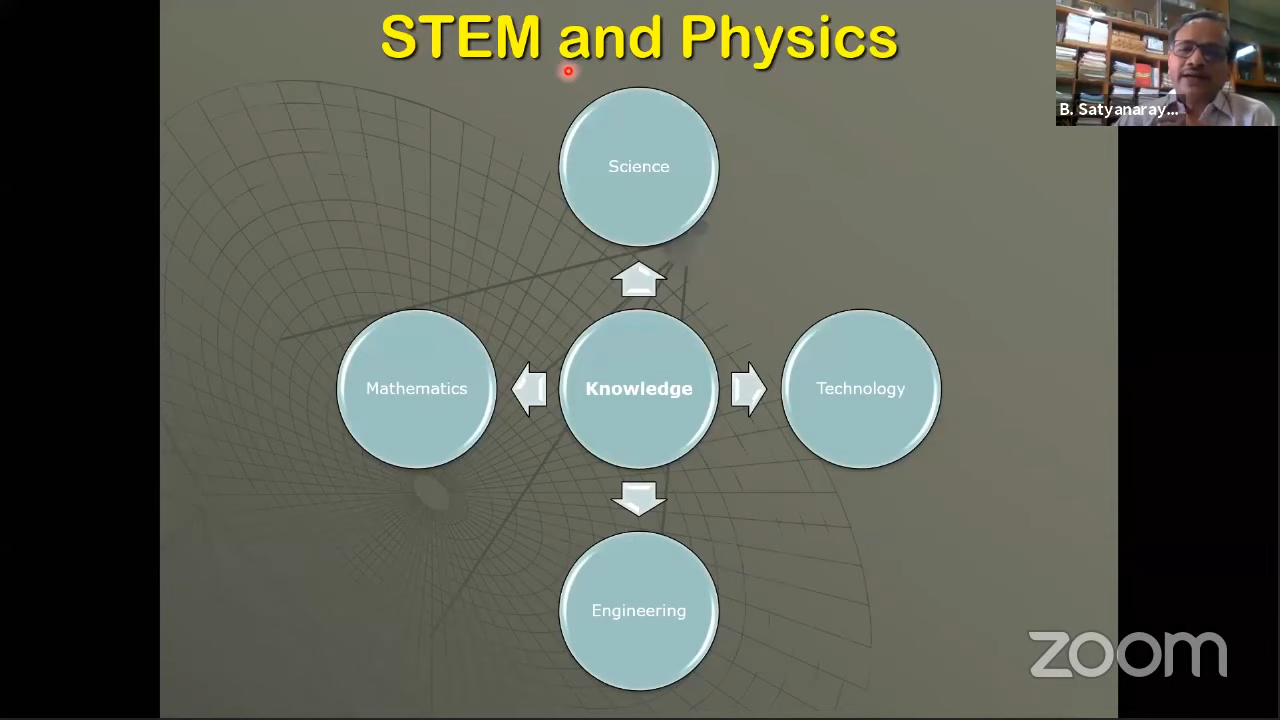 STEM and Physics
B. Satyanaray...
Science
Mathematics
Knowledge
Technology
Engineering
zoom